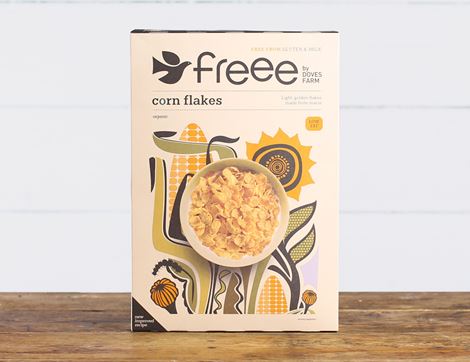 FREE FROM GLUTEN & MILK
freee
by
DOVES
FARM
corn flakes
Light golden flakes
made from maize
organic
LOW
FAT
new
improved
recipe